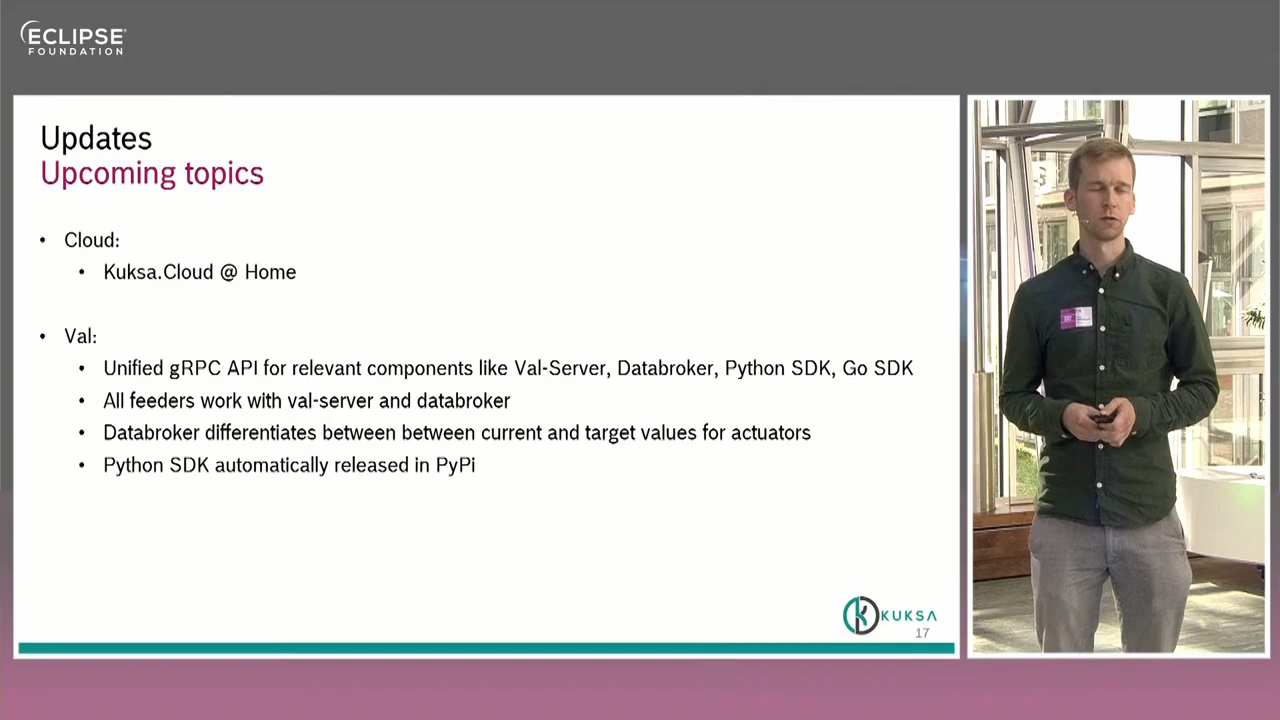 ECLIPSE
FOUNDATION
Updates
Upcoming topics
• Cloud:
• Kuksa.Cloud @ Home
• Val:
• Unified gRPC API for relevant components like Val-Server, Databroker, Python SDK, Go SDK
• All feeders work with val-server and databroker
• Databroker differentiates between between current and target values for actuators
• Python SDK automatically released in PyPi
KUKSA
17